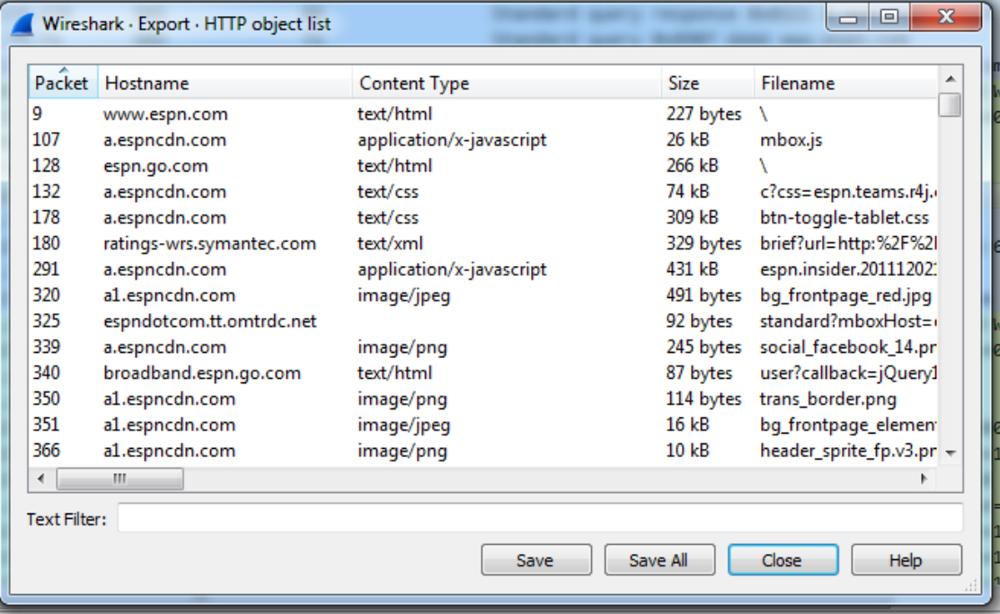 Wireshark · Export · HTTP object list
Packet Hostname Content Type Size Filename
9 www.espn.com text/html 227 bytes \
107 a.espncdn.com application/x-javascript 26 kB mbox.js
128 espn.go.com text/html 266 kB \
132 a.espncdn.com text/css 74 kB c?css=espn.teams.r4j.
178 a.espncdn.com text/css 309 kB btn-toggle-tablet.css
180 ratings-wrs.symantec.com text/xml 329 bytes brief?url=http:%2F%2
291 a.espncdn.com application/x-javascript 431 kB espn.insider.201112021
320 a1.espncdn.com image/jpeg 491 bytes bg_frontpage_red.jpg
325 espndotcom.tt.omtrdc.net 92 bytes standard?mboxHost=
339 a.espncdn.com image/png 245 bytes social_facebook_14.pn
340 broadband.espn.go.com text/html 87 bytes user?callback=jQuery1
350 a1.espncdn.com image/png 114 bytes trans_border.png
351 a1.espncdn.com image/jpeg 16 kB bg_frontpage_elemen
366 a1.espncdn.com image/png 10 kB header_sprite_fp.v3.pn
Text Filter:
Save Save All Close Help